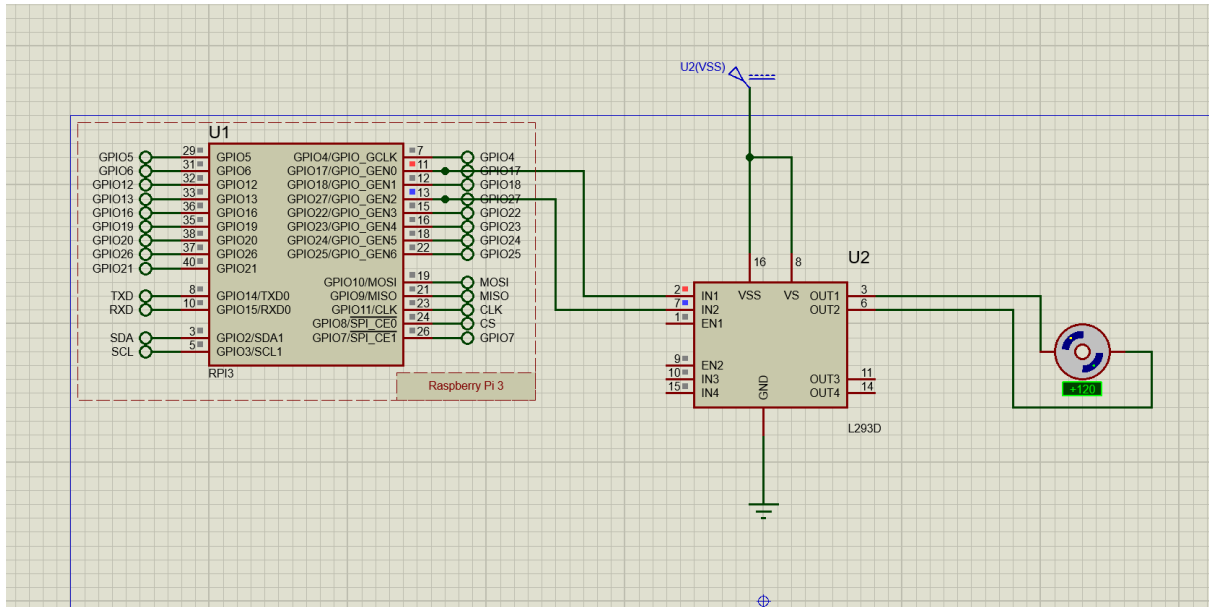 U2(VSS)
U1
GPIO5 29 GPIO5 GPIO4/GPIO_GCLK 7 GPIO4
GPIO6 31 GPIO6 GPIO17/GPIO_GEN0 11 GPIO17
GPIO12 32 GPIO12 GPIO18/GPIO_GEN1 12 GPIO18
GPIO13 33 GPIO13 GPIO27/GPIO_GEN2 13 GPIO27
GPIO16 36 GPIO16 GPIO22/GPIO_GEN3 15 GPIO22
GPIO19 35 GPIO19 GPIO23/GPIO_GEN4 16 GPIO23
GPIO20 38 GPIO20 GPIO24/GPIO_GEN5 18 GPIO24
GPIO26 37 GPIO26 GPIO25/GPIO_GEN6 22 GPIO25
GPIO21 40 GPIO21
GPIO10/MOSI 19 MOSI
TXD 8 GPIO14/TXD0 GPIO9/MISO 21 MISO
RXD 10 GPIO15/RXD0 GPIO11/CLK 23 CLK
GPIO8/SPI_CE0 24 CS
SDA 3 GPIO2/SDA1 GPIO7/SPI_CE1 26 GPIO7
SCL 5 GPIO3/SCL1
RPI3
Raspberry Pi 3
U2
16 8
2 IN1 VSS VS OUT1 3
7 IN2 OUT2 6
1 EN1
9 EN2
10 IN3 OUT3 11
15 IN4 GND OUT4 14
L293D
+120